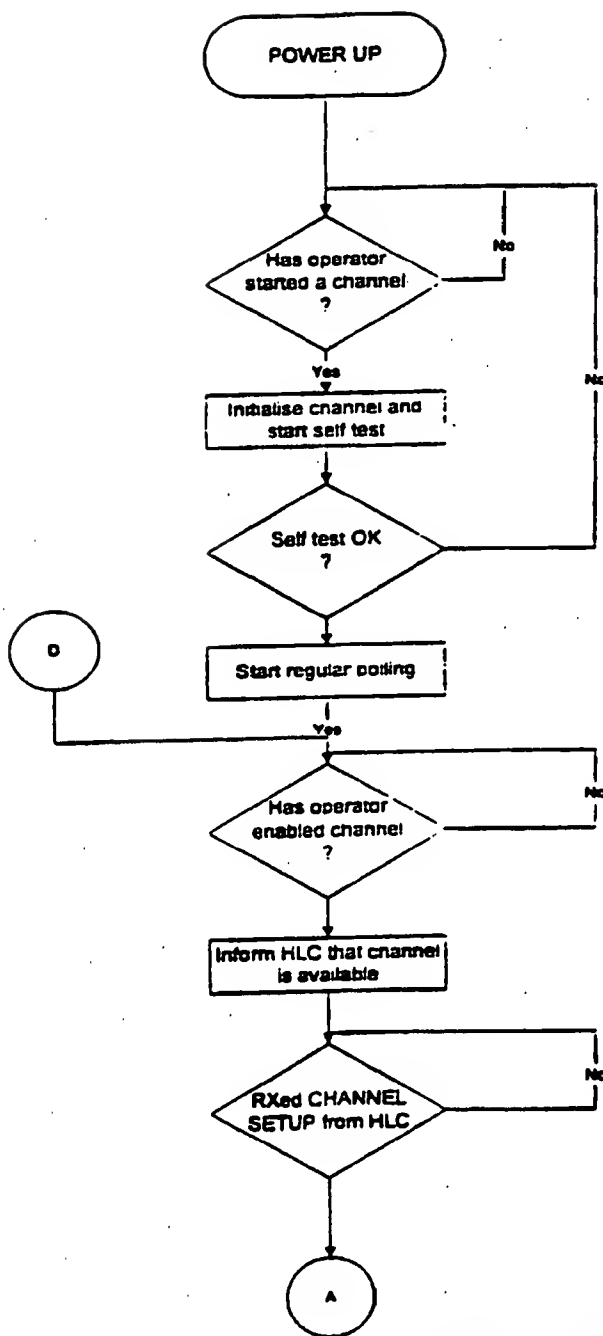 POWER UP
Has operator
started a channel
?
No
Yes
Initialise channel and
start self test
No
Self test OK
?
D
Start regular polling
Yes
Has operator
enabled channel
?
No
Inform HLC that channel
is available
RXed CHANNEL
SETUP from HLC
No
A